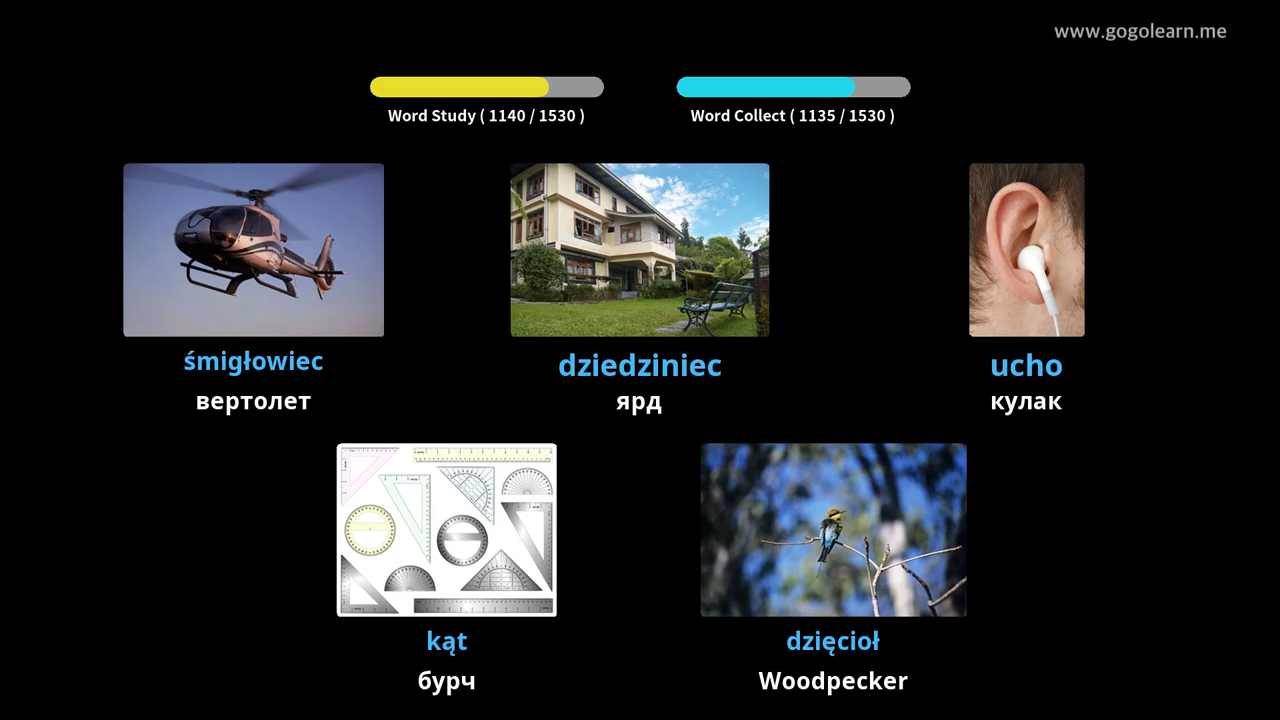 www.gogolearn.me
Word Study ( 1140 / 1530 )
Word Collect ( 1135 / 1530 )
śmigłowiec
вертолет
dziedziniec
ярд
ucho
кулак
kąt
бурч
dzięcioł
Woodpecker